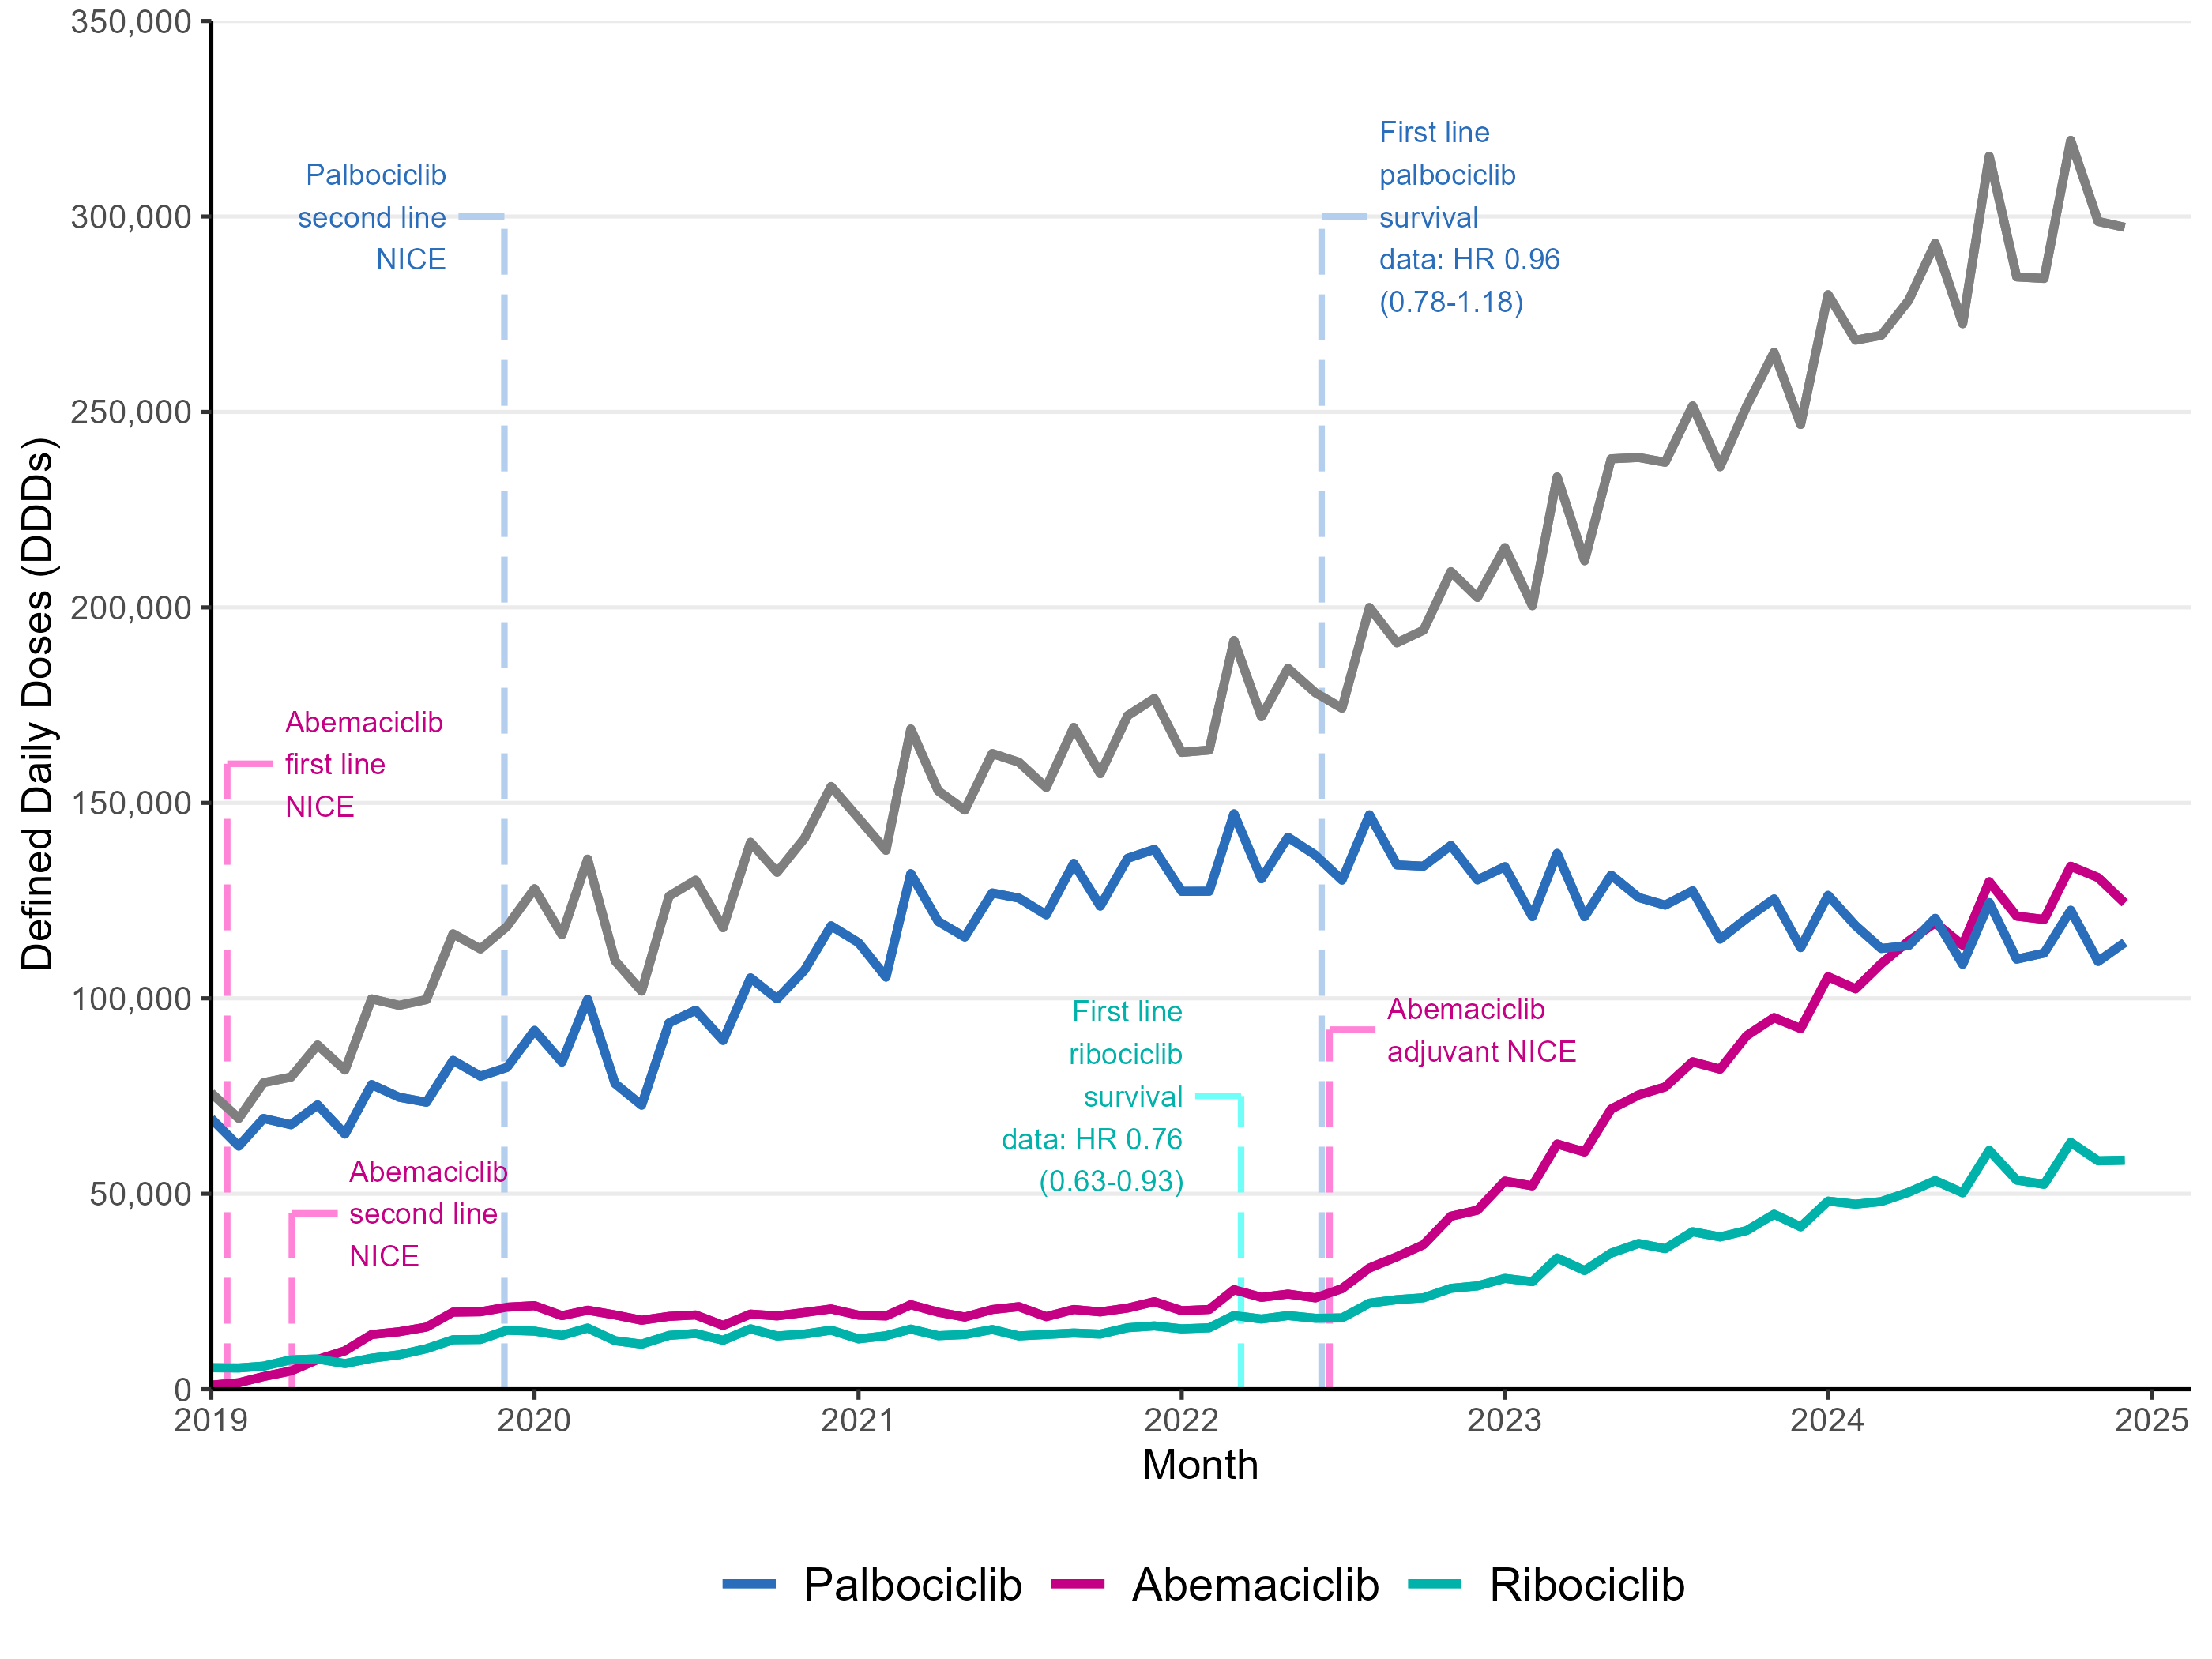 350,000
300,000
250,000
200,000
150,000
100,000
50,000
0
Defined Daily Doses (DDDs)
Palbociclib
second line
NICE
First line
palbociclib
survival
data: HR 0.96
(0.78-1.18)
Abemaciclib
first line
NICE
Abemaciclib
second line
NICE
First line
ribociclib
survival
data: HR 0.76
(0.63-0.93)
Abemaciclib
adjuvant NICE
2019
2020
2021
2022
2023
2024
2025
Month
Palbociclib
Abemaciclib
Ribociclib